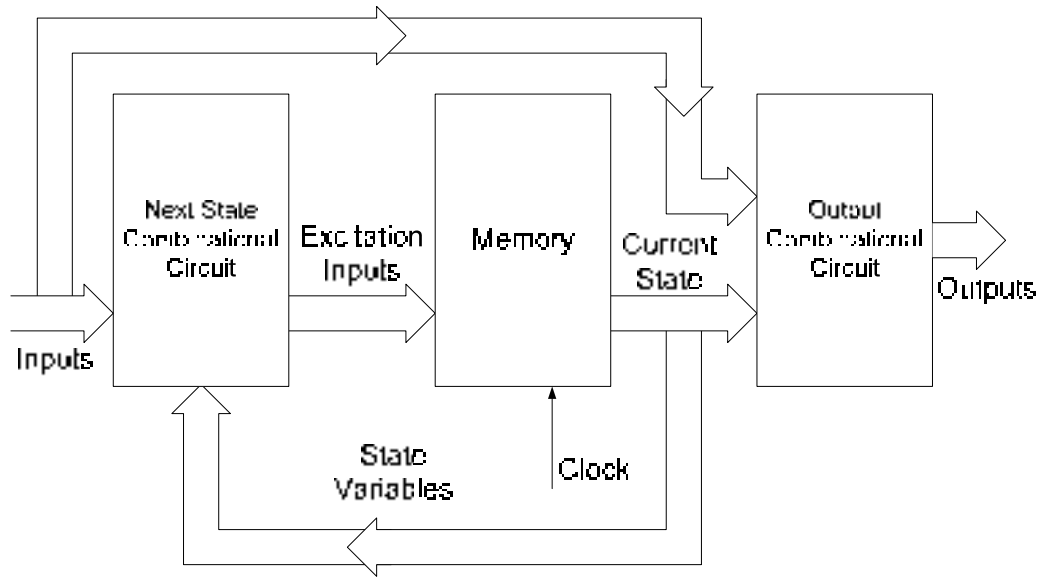 Next State
Combinational
Circuit
Excitation
Inputs
Memory
Current
State
Output
Combinational
Circuit
Outputs
Inputs
State
Variables
Clock